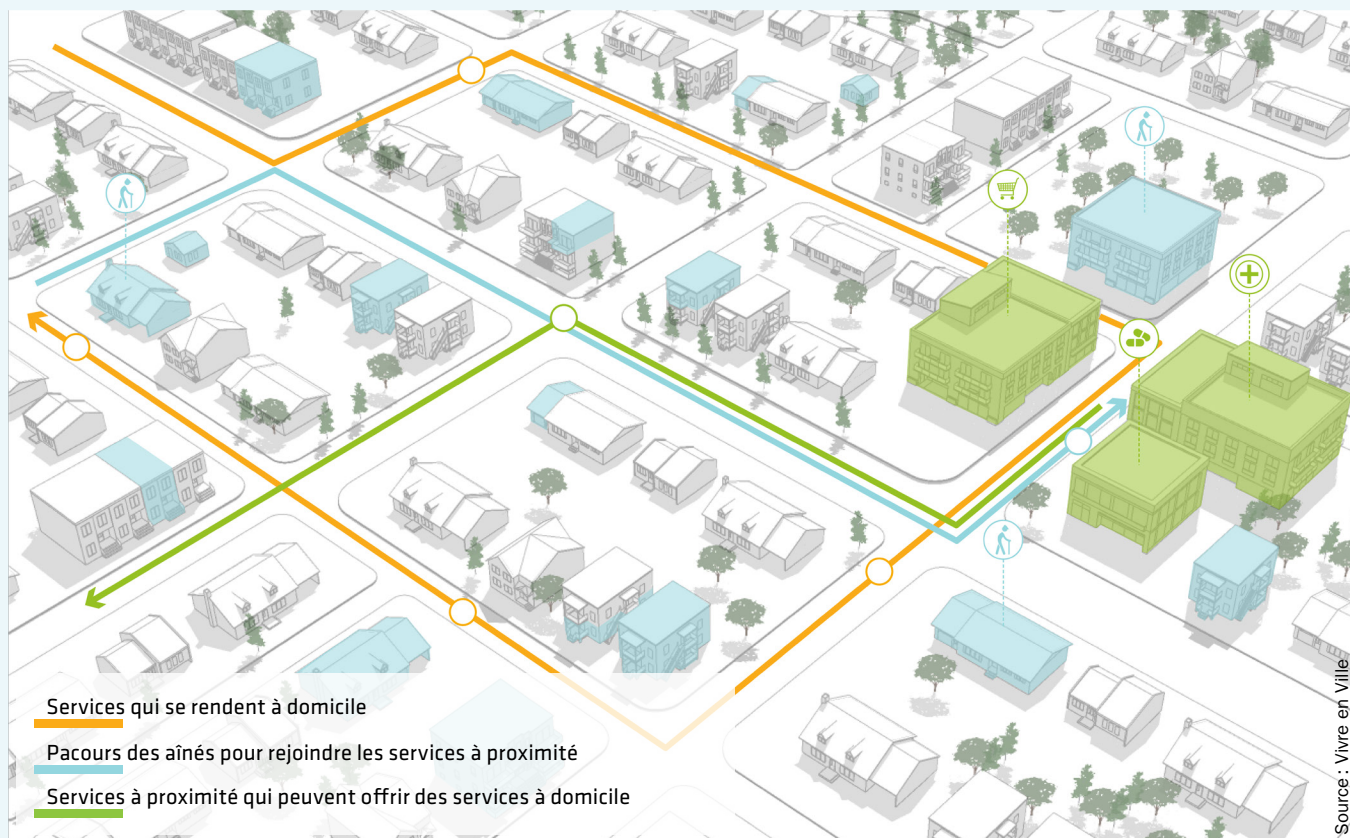 Services qui se rendent à domicile
Pacours des aînés pour rejoindre les services à proximité
Services à proximité qui peuvent offrir des services à domicile
Source : Vivre en Ville